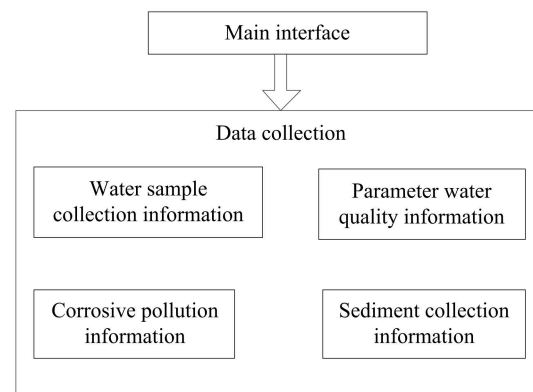 Main interface
Data collection
Water sample
collection information
Parameter water
quality information
Corrosive pollution
information
Sediment collection
information